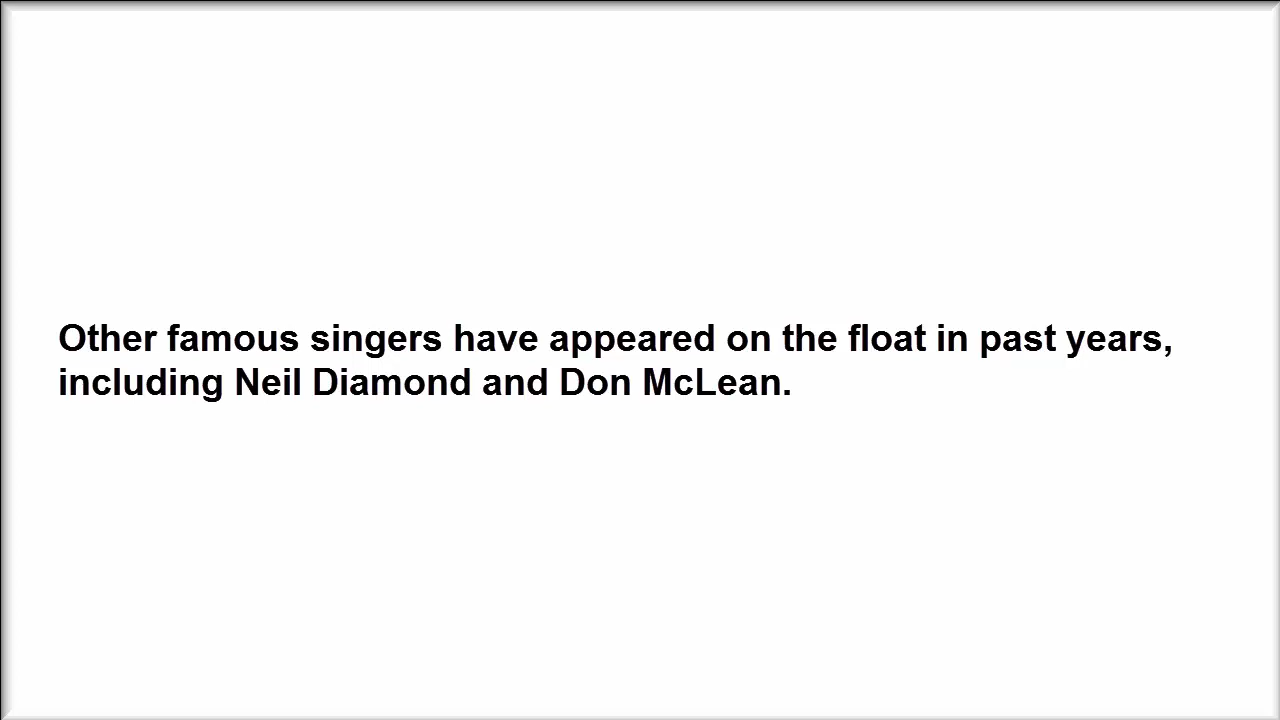 Other famous singers have appeared on the float in past years,
including Neil Diamond and Don McLean.